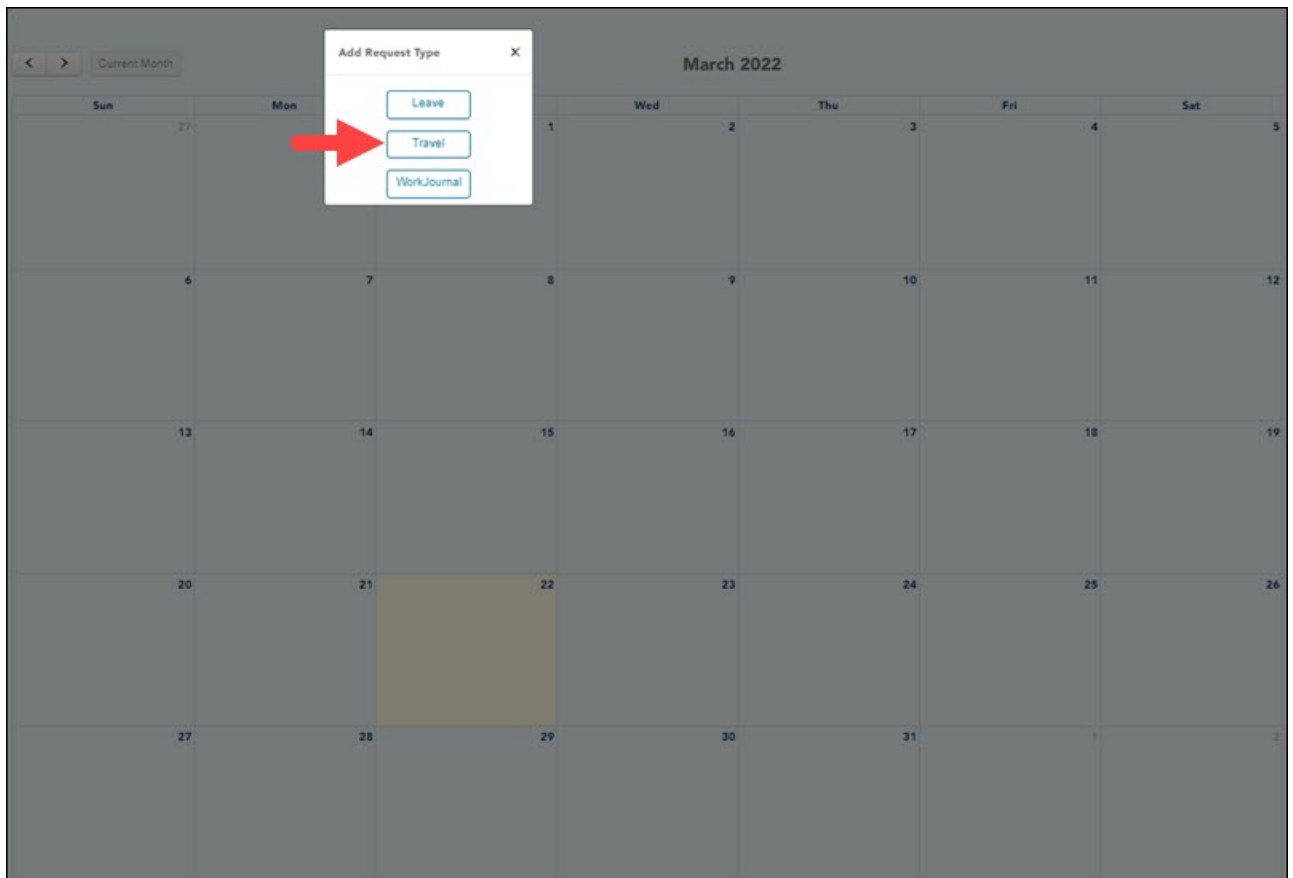 Add Request Type ×
< > Current Month March 2022
Leave
Sun Mon Wed Thu Fri Sat
27 1 2 3 4 5
Travel
WorkJournal
6 7 8 9 10 11 12
13 14 15 16 17 18 19
20 21 22 23 24 25 26
27 28 29 30 31 1 2